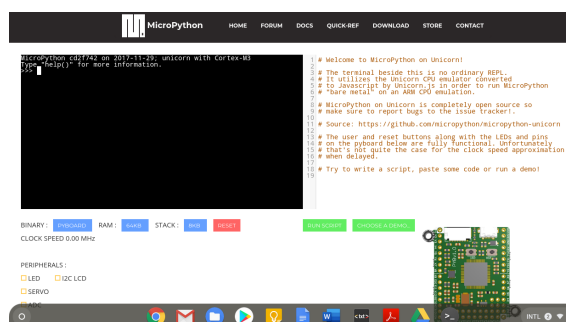 MicroPython HOME FORUM DOCS QUICK-REF DOWNLOAD STORE CONTACT
MicroPython cd2f742 on 2017-11-29; unicorn with Cortex-M3
Type "help()" for more information.
>>>
1 # Welcome to MicroPython on Unicorn!
2
3 # The terminal beside this is no ordinary REPL.
4 # It utilizes the Unicorn CPU emulator converted
5 # to Javascript by Unicorn.js in order to run MicroPython
6 # "bare metal" on an ARM CPU emulation.
7
8 # MicroPython on Unicorn is completely open source so
9 # make sure to report bugs to the issue tracker!.
10
11 # Source: https://github.com/micropython/micropython-unicorn
12
13 # The user and reset buttons along with the LEDs and pins
14 # on the pyboard below are fully functional. Unfortunately
15 # that's not quite the case for the clock speed approximation
16 # when delayed.
17
18 # Try to write a script, paste some code or run a demo!
19
BINARY : PYBOARD RAM : 64KB STACK : 8KB RESET
RUN SCRIPT CHOOSE A DEMO...
CLOCK SPEED 0.00 MHz
PERIPHERALS :
LED I2C LCD
SERVO
ADC
W <txt> >_ INTL